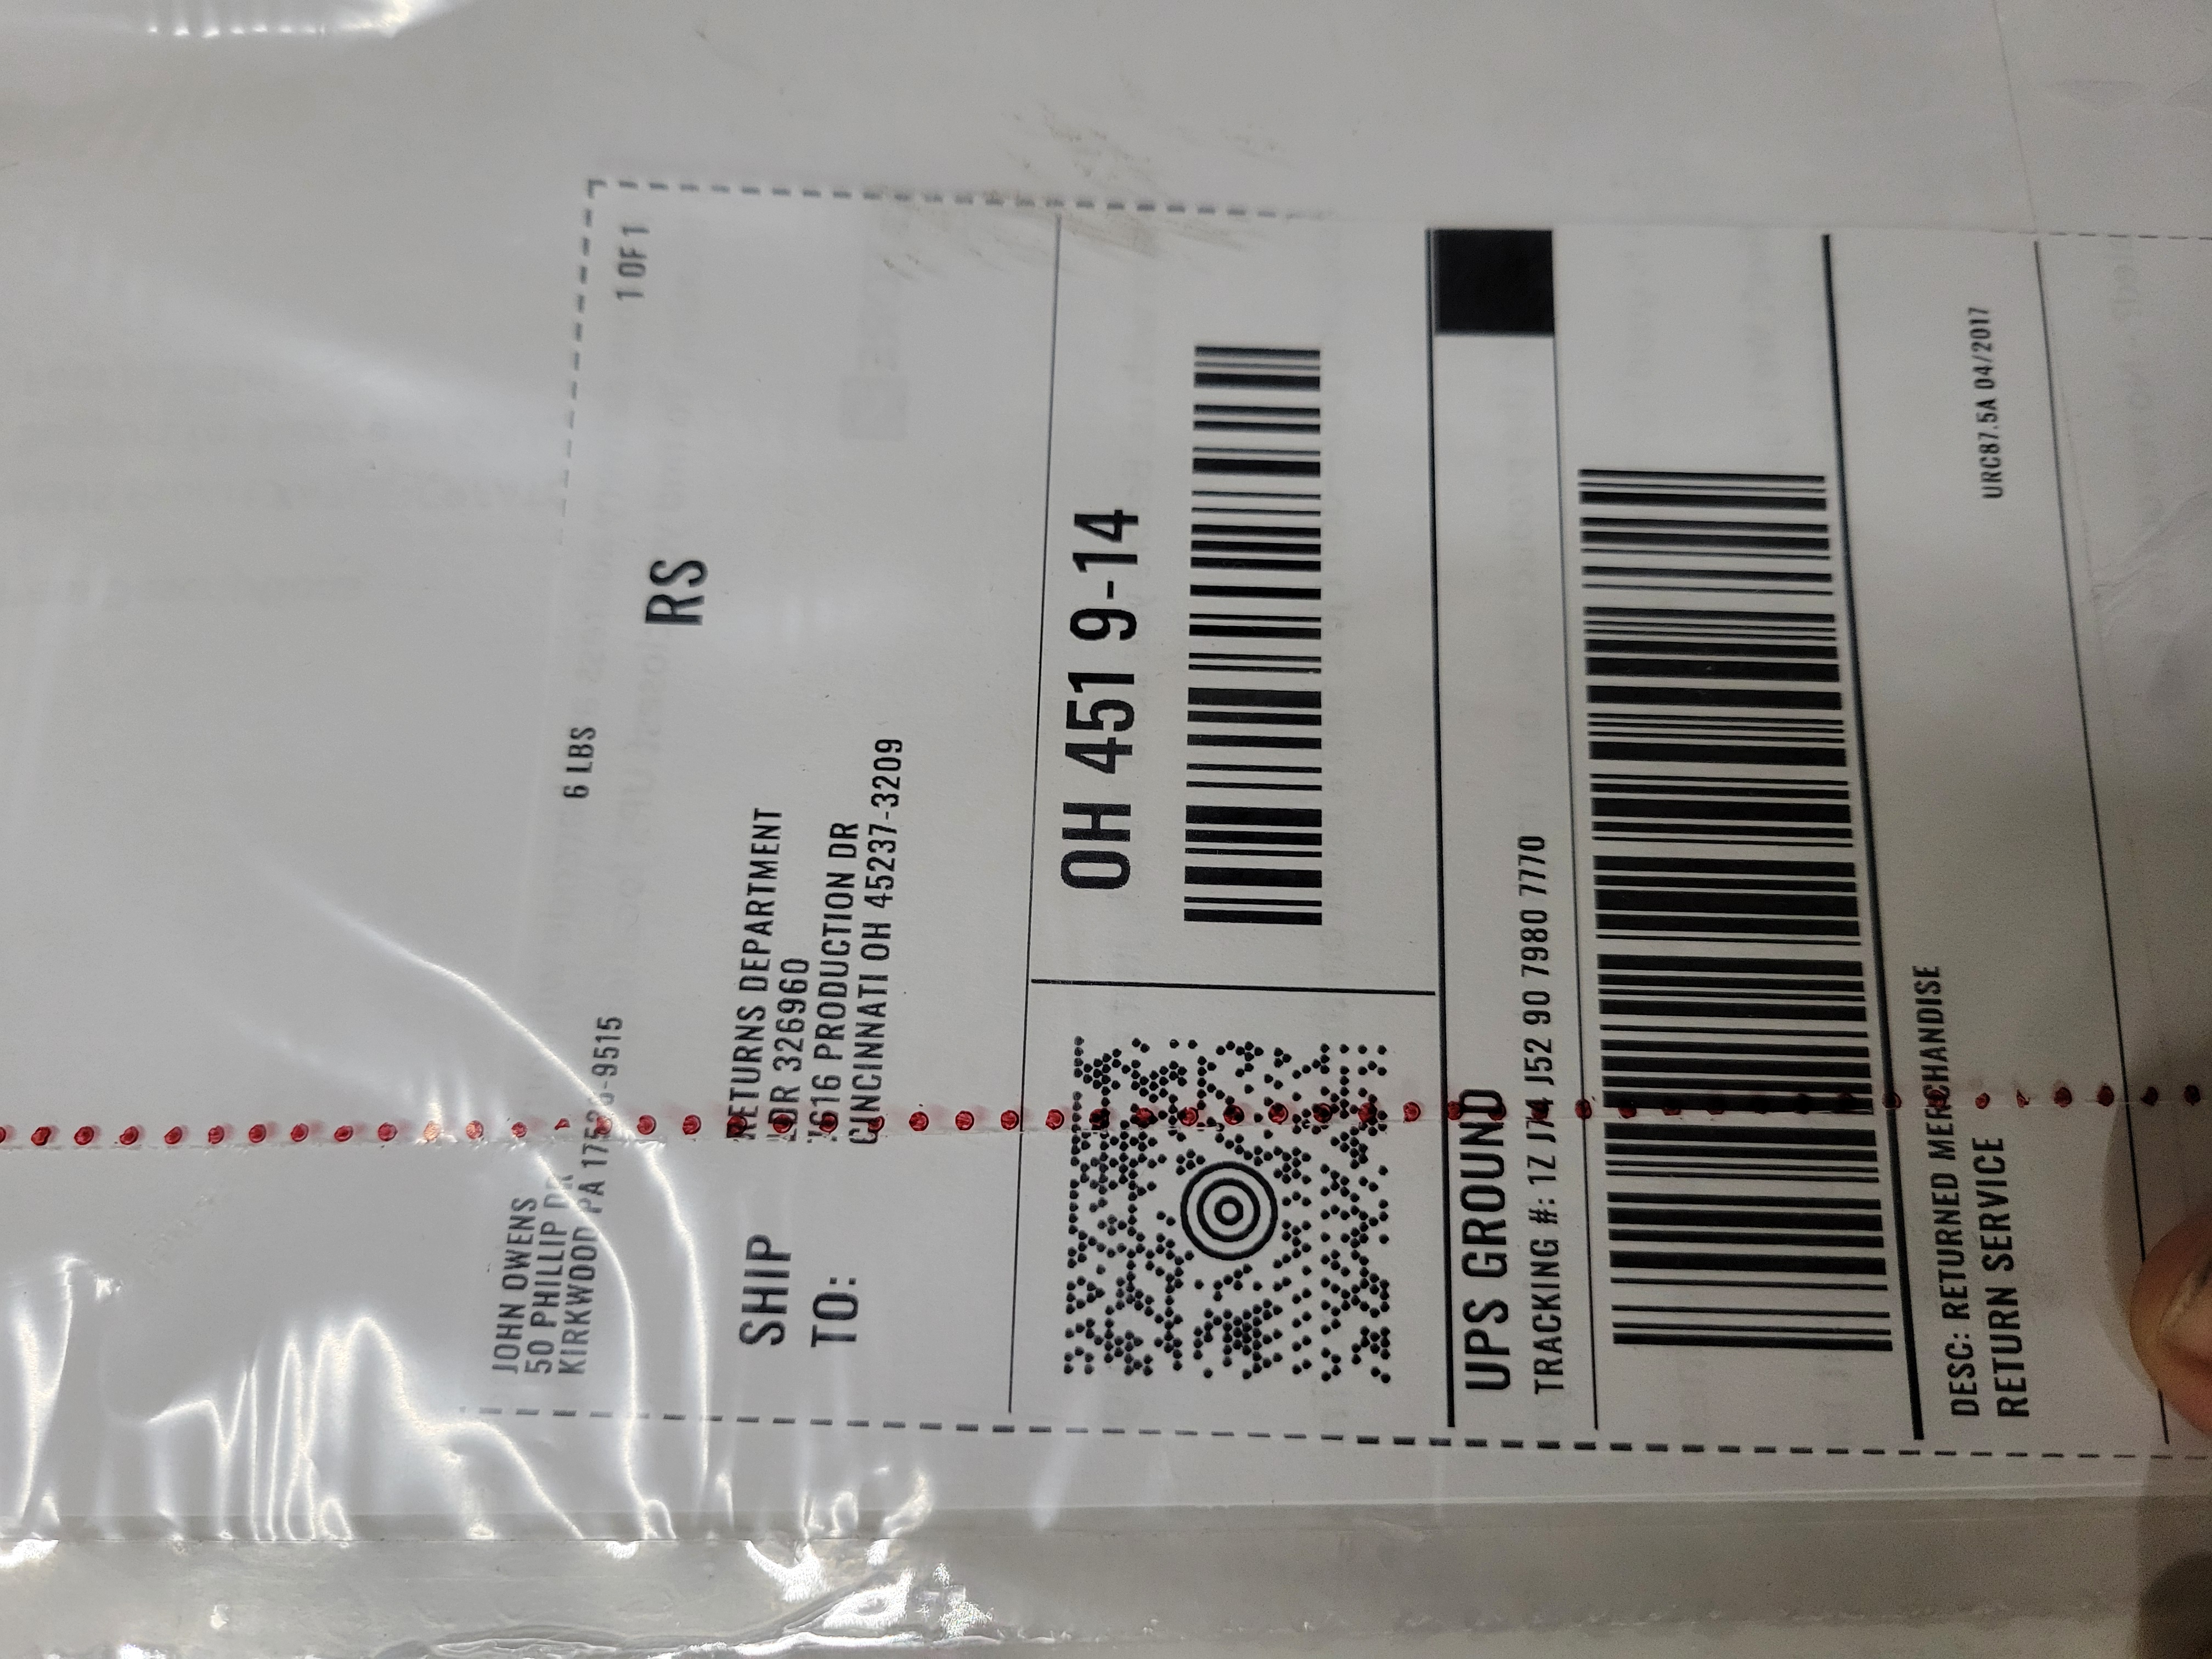 JOHN OWENS
50 PHILLIP DR
KIRKWOOD PA
6 LBS
1 OF 1
RS
SHIP
TO:
RETURNS DEPARTMENT
326960
PRODUCTION DR
CINCINNATI OH 45237-3209
OH 451 9-14
UPS GROUND
TRACKING #: 1Z J52 90 7980 7770
DESC: RETURNED MERCHANDISE
RETURN SERVICE
URC87.5A 04/2017